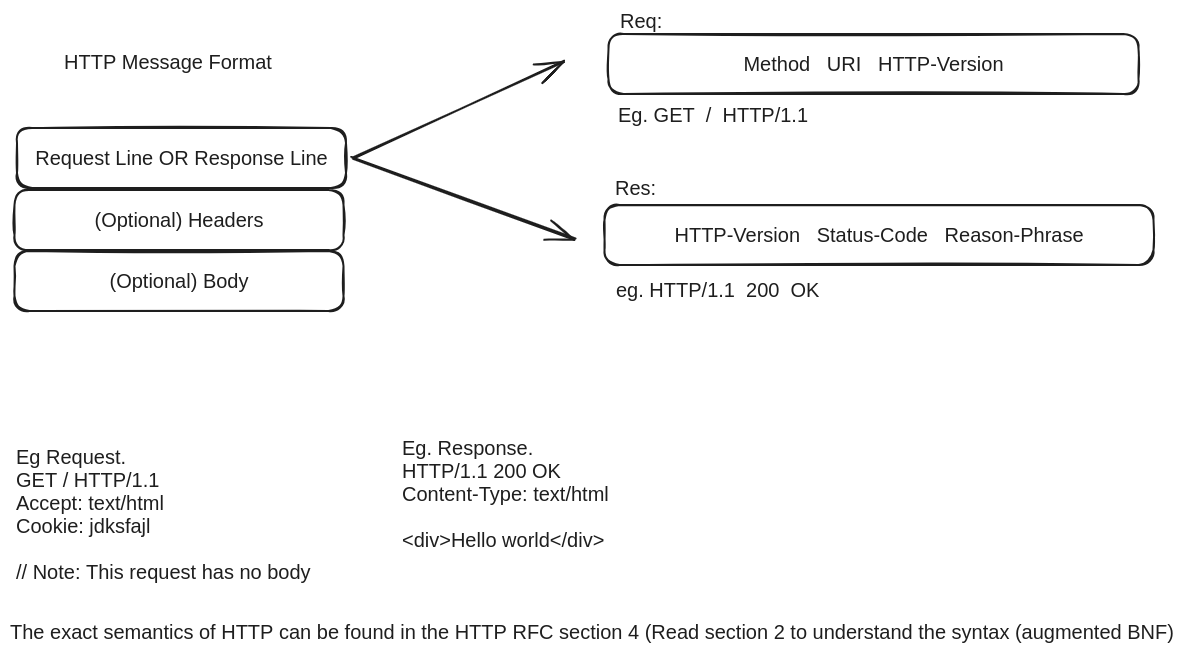 HTTP Message Format
Request Line OR Response Line
(Optional) Headers
(Optional) Body
Req:
Method URI HTTP-Version
Eg. GET / HTTP/1.1
Res:
HTTP-Version Status-Code Reason-Phrase
eg. HTTP/1.1 200 OK
Eg Request.
GET / HTTP/1.1
Accept: text/html
Cookie: jdksfajl
// Note: This request has no body
Eg. Response.
HTTP/1.1 200 OK
Content-Type: text/html
<div>Hello world</div>
The exact semantics of HTTP can be found in the HTTP RFC section 4 (Read section 2 to understand the syntax (augmented BNF)